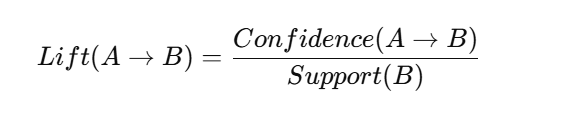 Lift(A → B) = Confidence(A → B) / Support(B)